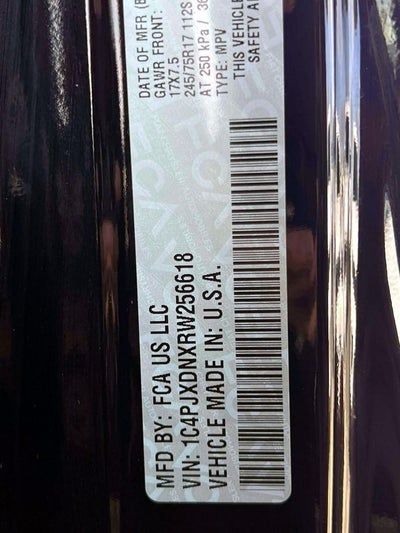 MFD BY: FCA US LLC
VIN: 1C4PJXDNXRW256618
VEHICLE MADE IN: U.S.A.
DATE OF MFR
GAWR FRONT:
17X7.5
245/75R17 112S
AT 250 kPa / 36
TYPE: MPV
THIS VEHICLE
SAFETY